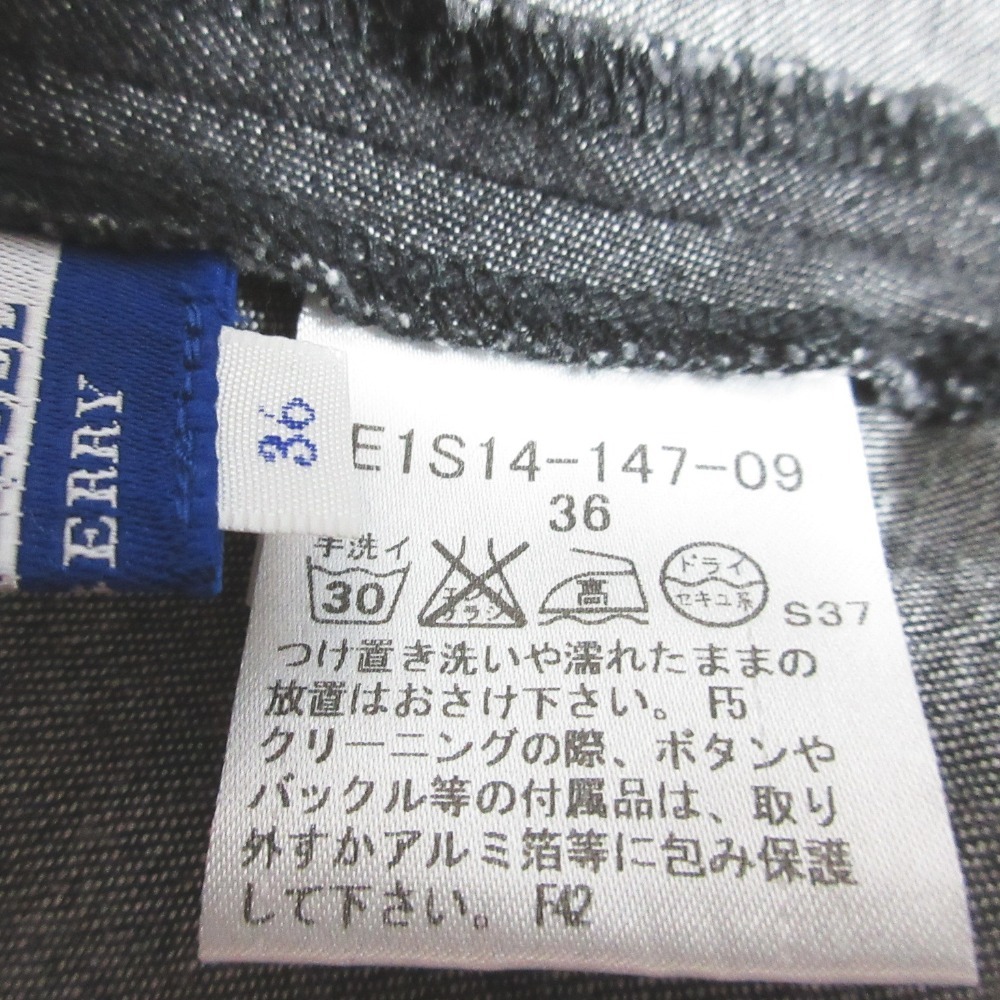 ERRY
36
E1S14-147-09
36
手洗イ
30
高
ドライ
セキユ系
S37
つけ置き洗いや濡れたままの
放置はおさけ下さい。 F5
クリーニングの際、ボタンや
バックル等の付属品は、取り
外すかアルミ箔等に包み保護
して下さい。 F42